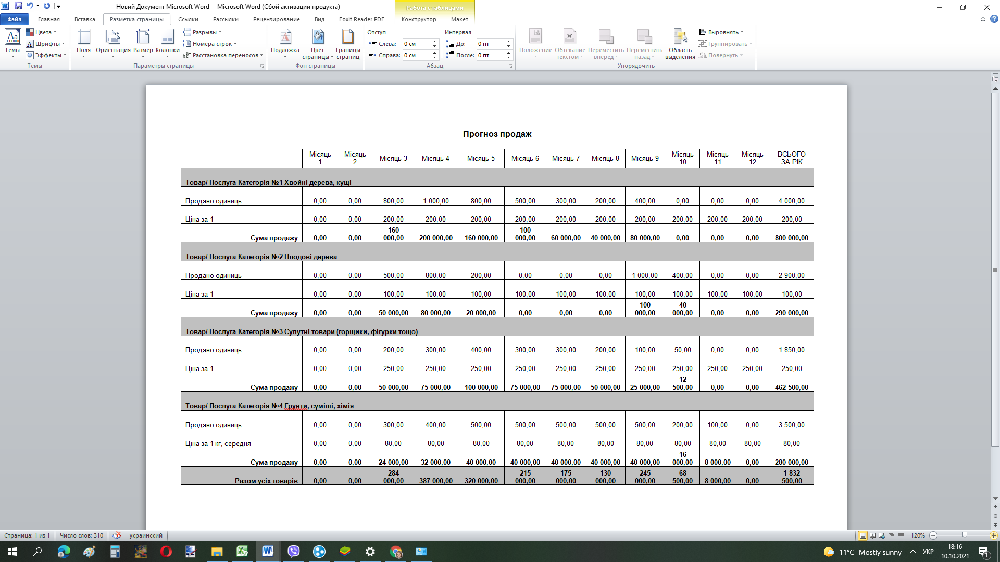 Новий Документ Microsoft Word - Microsoft Word (Сбой активации продукта)
Работа с таблицами
Файл Главная Вставка Разметка страницы Ссылки Рассылки Рецензирование Вид Foxit Reader PDF Конструктор Макет
Темы
Цвета
Шрифты
Эффекты
Темы
Поля Ориентация Размер Колонки
Разрывы
Номера строк
Расстановка переносов
Параметры страницы
Подложка Цвет страницы Границы страниц
Фон страницы
Отступ Интервал
Слева: 0 см До: 0 пт
Справа: 0 см После: 0 пт
Абзац
Положение Обтекание текстом Переместить вперед Переместить назад Область выделения
Выровнять
Группировать
Повернуть
Упорядочить
Прогноз продаж
Місяць 1 Місяць 2 Місяць 3 Місяць 4 Місяць 5 Місяць 6 Місяць 7 Місяць 8 Місяць 9 Місяць 10 Місяць 11 Місяць 12 ВСЬОГО ЗА РІК
Товар/ Послуга Категорія №1 Хвойні дерева, кущі
Продано одиниць 0,00 0,00 800,00 1 000,00 800,00 500,00 300,00 200,00 400,00 0,00 0,00 0,00 4 000,00
Ціна за 1 0,00 0,00 200,00 200,00 200,00 200,00 200,00 200,00 200,00 200,00 200,00 200,00 200,00
Сума продажу 0,00 0,00 160 000,00 200 000,00 160 000,00 100 000,00 60 000,00 40 000,00 80 000,00 0,00 0,00 0,00 800 000,00
Товар/ Послуга Категорія №2 Плодові дерева
Продано одиниць 0,00 0,00 500,00 800,00 200,00 0,00 0,00 0,00 1 000,00 400,00 0,00 0,00 2 900,00
Ціна за 1 0,00 0,00 100,00 100,00 100,00 100,00 100,00 100,00 100,00 100,00 100,00 100,00 100,00
Сума продажу 0,00 0,00 50 000,00 80 000,00 20 000,00 0,00 0,00 0,00 100 000,00 40 000,00 0,00 0,00 290 000,00
Товар/ Послуга Категорія №3 Супутні товари (горщики, фігурки тощо)
Продано одиниць 0,00 0,00 200,00 300,00 400,00 300,00 300,00 200,00 100,00 50,00 0,00 0,00 1 850,00
Ціна за 1 0,00 0,00 250,00 250,00 250,00 250,00 250,00 250,00 250,00 250,00 250,00 250,00 250,00
Сума продажу 0,00 0,00 50 000,00 75 000,00 100 000,00 75 000,00 75 000,00 50 000,00 25 000,00 12 500,00 0,00 0,00 462 500,00
Товар/ Послуга Категорія №4 Грунти, суміші, хімія
Продано одиниць 0,00 0,00 300,00 400,00 500,00 500,00 500,00 500,00 500,00 200,00 100,00 0,00 3 500,00
Ціна за 1 кг, середня 0,00 0,00 80,00 80,00 80,00 80,00 80,00 80,00 80,00 80,00 80,00 80,00 80,00
Сума продажу 0,00 0,00 24 000,00 32 000,00 40 000,00 40 000,00 40 000,00 40 000,00 40 000,00 16 000,00 8 000,00 0,00 280 000,00
Разом усіх товарів 0,00 0,00 284 000,00 387 000,00 320 000,00 215 000,00 175 000,00 130 000,00 245 000,00 68 500,00 8 000,00 0,00 1 832 500,00
Страница: 1 из 1 Число слов: 310 украинский 120%
11°C Mostly sunny УКР 18:16
10.10.2021 1